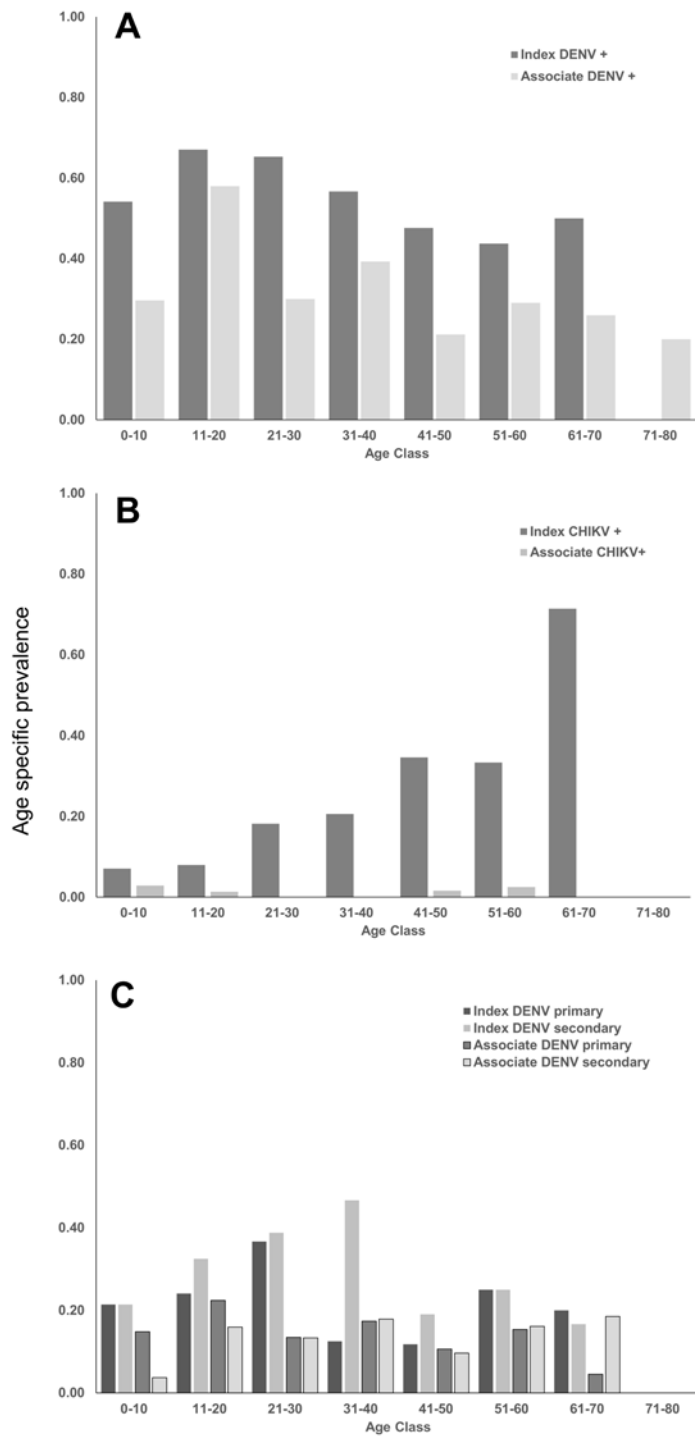 A
1.00
Index DENV +
Associate DENV +
0.80
0.60
0.40
0.20
0.00
0-10 11-20 21-30 31-40 41-50 51-60 61-70 71-80
Age Class
Age specific prevalence
B
1.00
Index CHIKV +
Associate CHIKV+
0.80
0.60
0.40
0.20
0.00
0-10 11-20 21-30 31-40 41-50 51-60 61-70 71-80
Age Class
C
1.00
Index DENV primary
Index DENV secondary
Associate DENV primary
Associate DENV secondary
0.80
0.60
0.40
0.20
0.00
0-10 11-20 21-30 31-40 41-50 51-60 61-70 71-80
Age Class